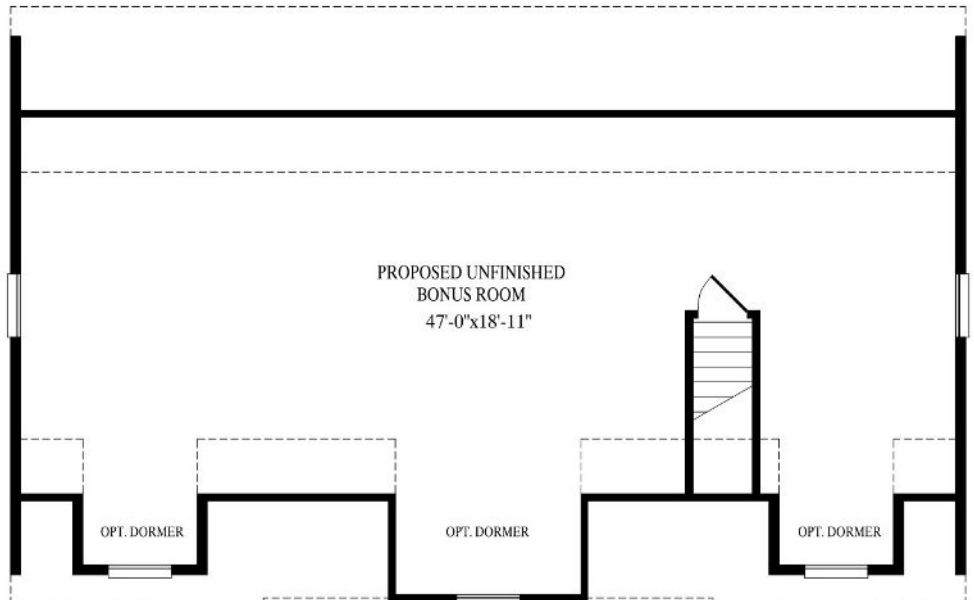 PROPOSED UNFINISHED
BONUS ROOM
47'-0"x18'-11"
OPT. DORMER
OPT. DORMER
OPT. DORMER